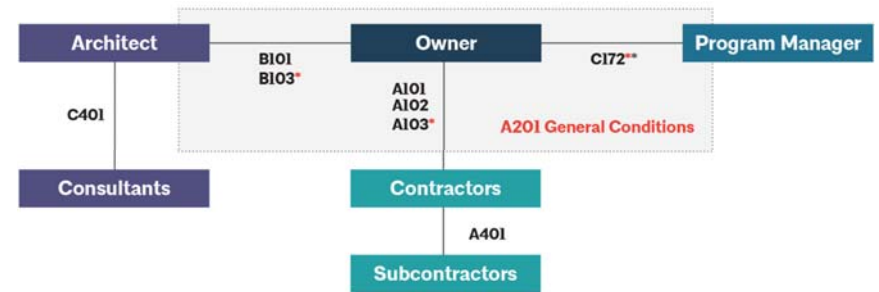 Architect
Owner
Program Manager
B101
B103*
C172**
A101
A102
A103*
C401
A201 General Conditions
Consultants
Contractors
A401
Subcontractors